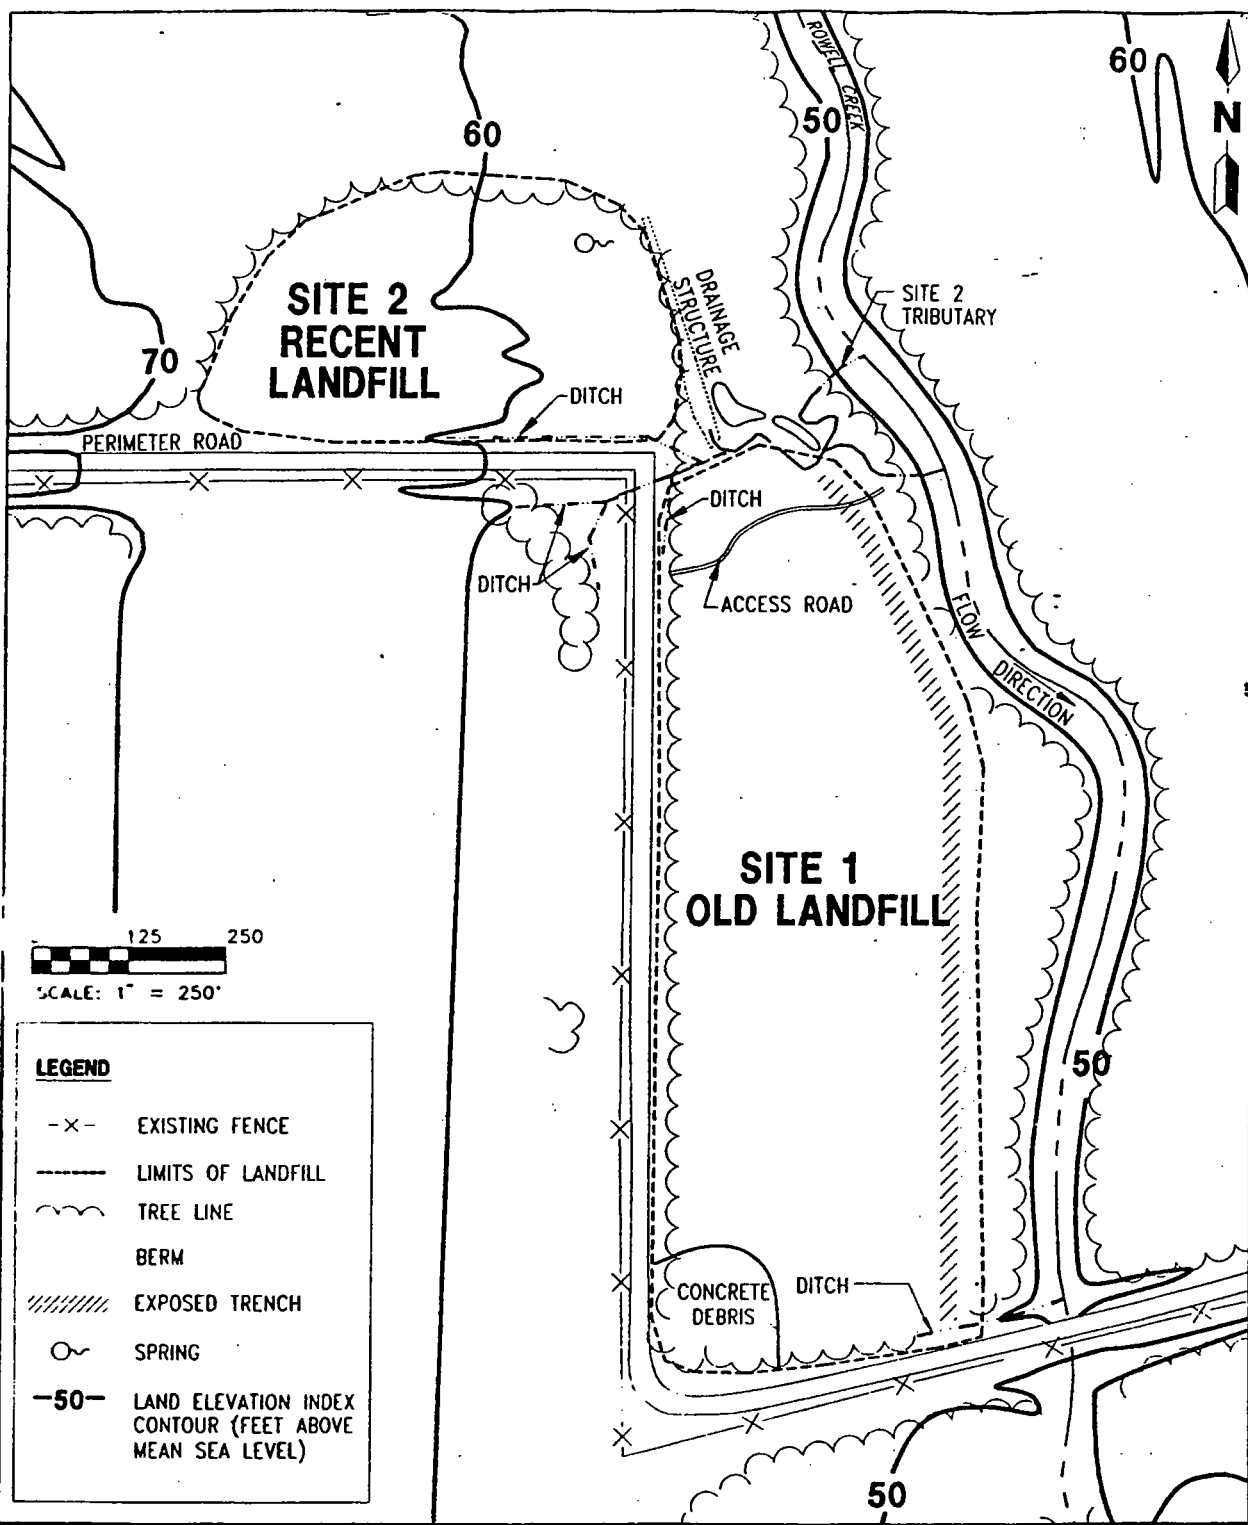 ROWELL CREEK
60
N
50
60
SITE 2
RECENT
LANDFILL
DRAINAGE
STRUCTURE
SITE 2
TRIBUTARY
70
DITCH
PERIMETER ROAD
DITCH
DITCH
ACCESS ROAD
FLOW
DIRECTION
SITE 1
OLD LANDFILL
125 250
SCALE: 1" = 250'
50
LEGEND
-X- EXISTING FENCE
LIMITS OF LANDFILL
TREE LINE
BERM
EXPOSED TRENCH
SPRING
-50- LAND ELEVATION INDEX
CONTOUR (FEET ABOVE
MEAN SEA LEVEL)
CONCRETE
DEBRIS
DITCH
50